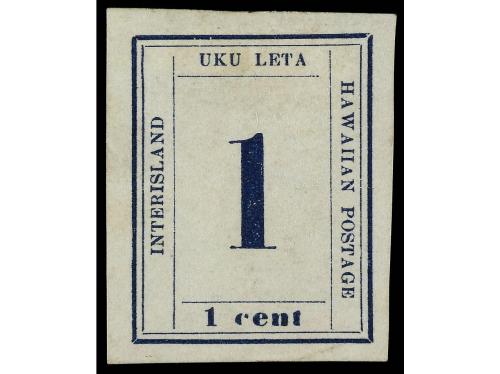 UKU LETA
INTERISLAND
HAWAIIAN POSTAGE
1
1 cent